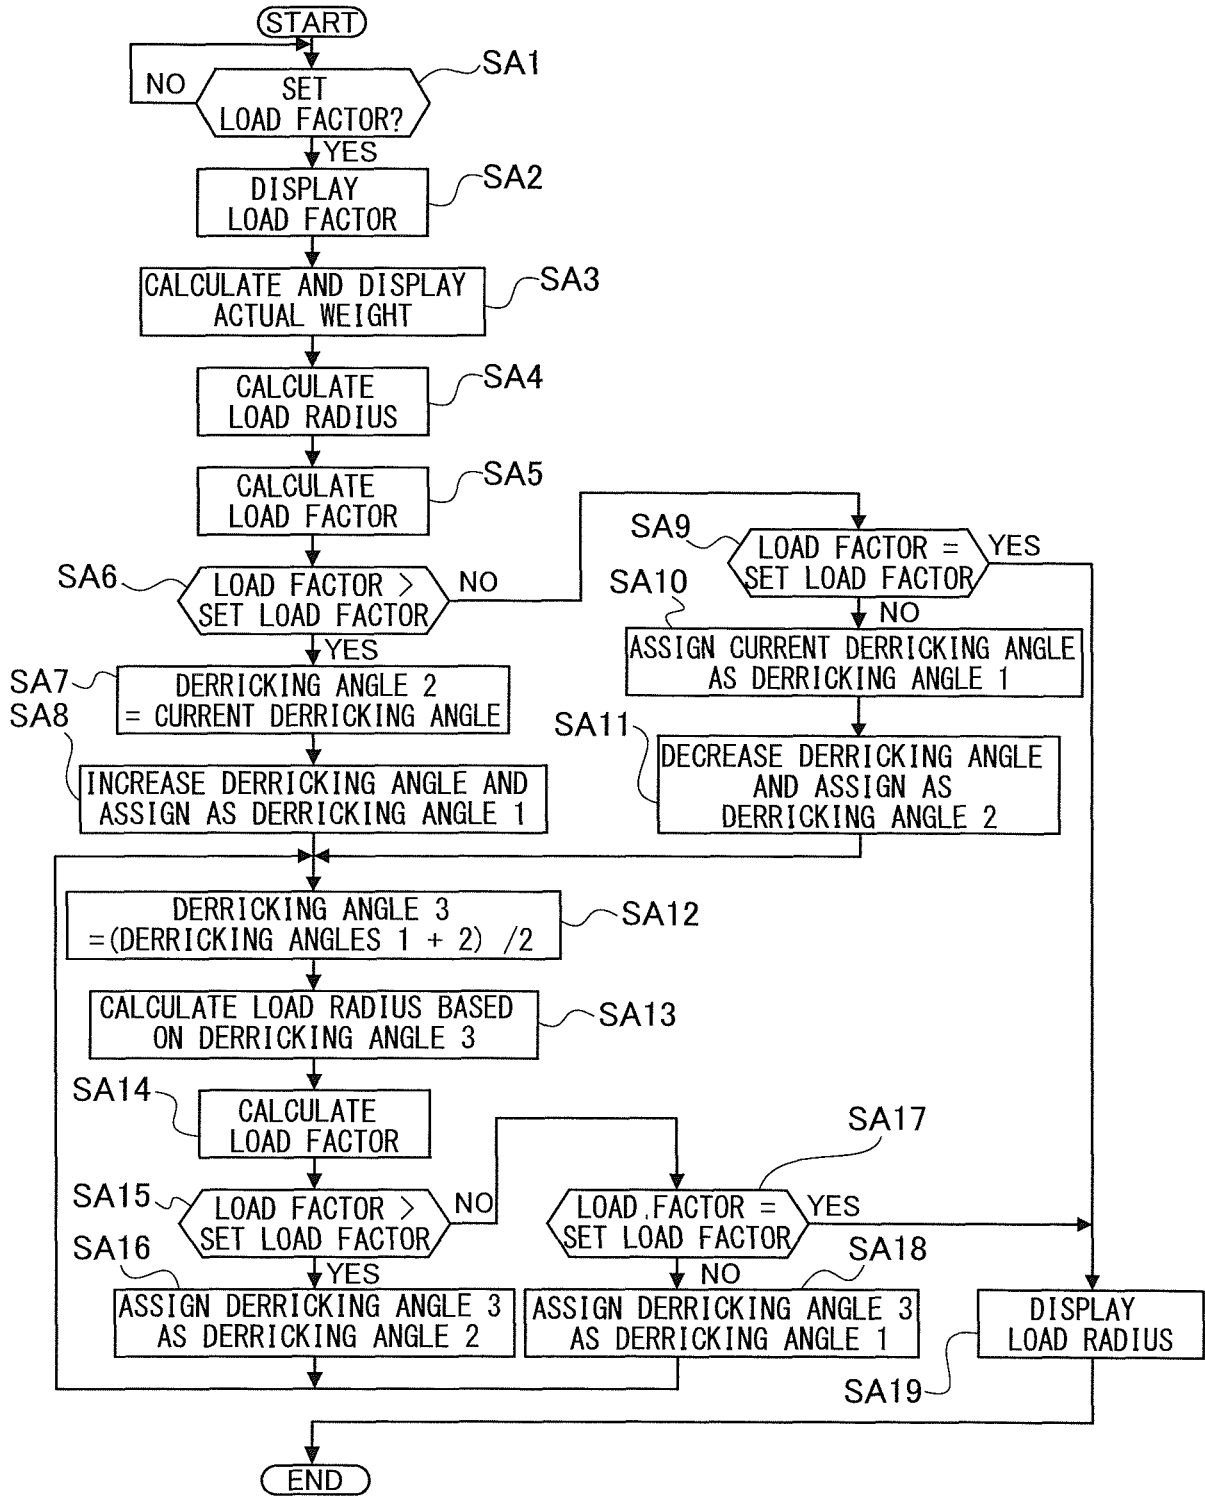 START
SA1
NO
SET
LOAD FACTOR?
YES
SA2
DISPLAY
LOAD FACTOR
SA3
CALCULATE AND DISPLAY
ACTUAL WEIGHT
SA4
CALCULATE
LOAD RADIUS
SA5
CALCULATE
LOAD FACTOR
SA6
LOAD FACTOR >
SET LOAD FACTOR
NO
YES
SA7
DERRICKING ANGLE 2
= CURRENT DERRICKING ANGLE
SA8
INCREASE DERRICKING ANGLE AND
ASSIGN AS DERRICKING ANGLE 1
SA9
LOAD FACTOR =
SET LOAD FACTOR
YES
NO
SA10
ASSIGN CURRENT DERRICKING ANGLE
AS DERRICKING ANGLE 1
SA11
DECREASE DERRICKING ANGLE
AND ASSIGN AS
DERRICKING ANGLE 2
SA12
DERRICKING ANGLE 3
=(DERRICKING ANGLES 1 + 2) /2
SA13
CALCULATE LOAD RADIUS BASED
ON DERRICKING ANGLE 3
SA14
CALCULATE
LOAD FACTOR
SA15
LOAD FACTOR >
SET LOAD FACTOR
NO
YES
SA16
ASSIGN DERRICKING ANGLE 3
AS DERRICKING ANGLE 2
SA17
LOAD FACTOR =
SET LOAD FACTOR
YES
NO
SA18
ASSIGN DERRICKING ANGLE 3
AS DERRICKING ANGLE 1
DISPLAY
LOAD RADIUS
SA19
END